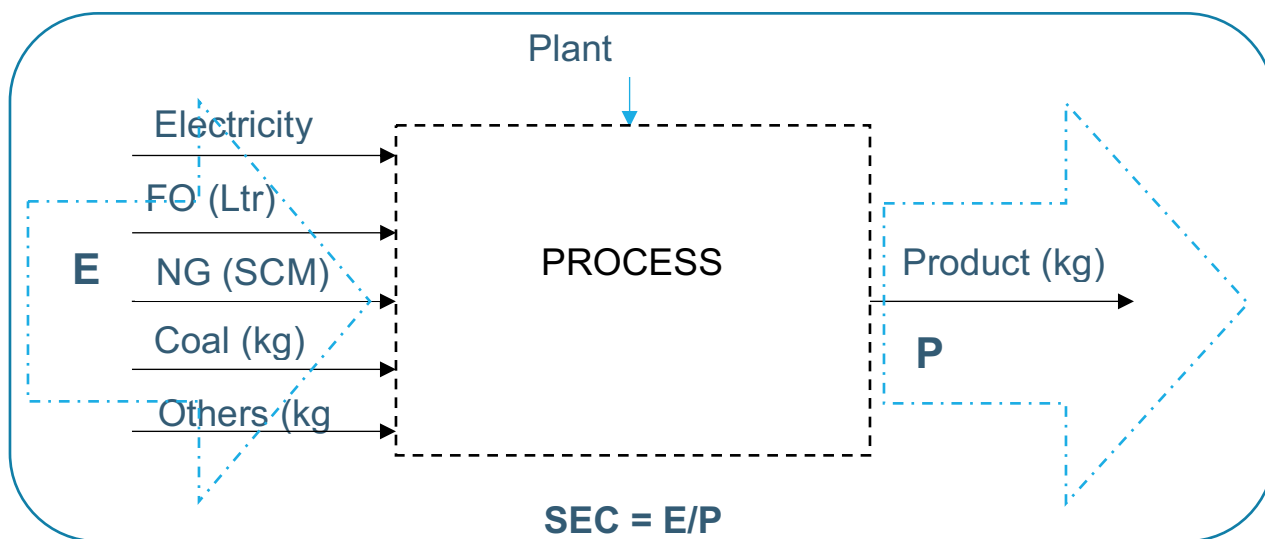 Plant
Electricity
FO (Ltr)
E
NG (SCM)
PROCESS
Product (kg)
Coal (kg)
P
Others (kg
SEC = E/P